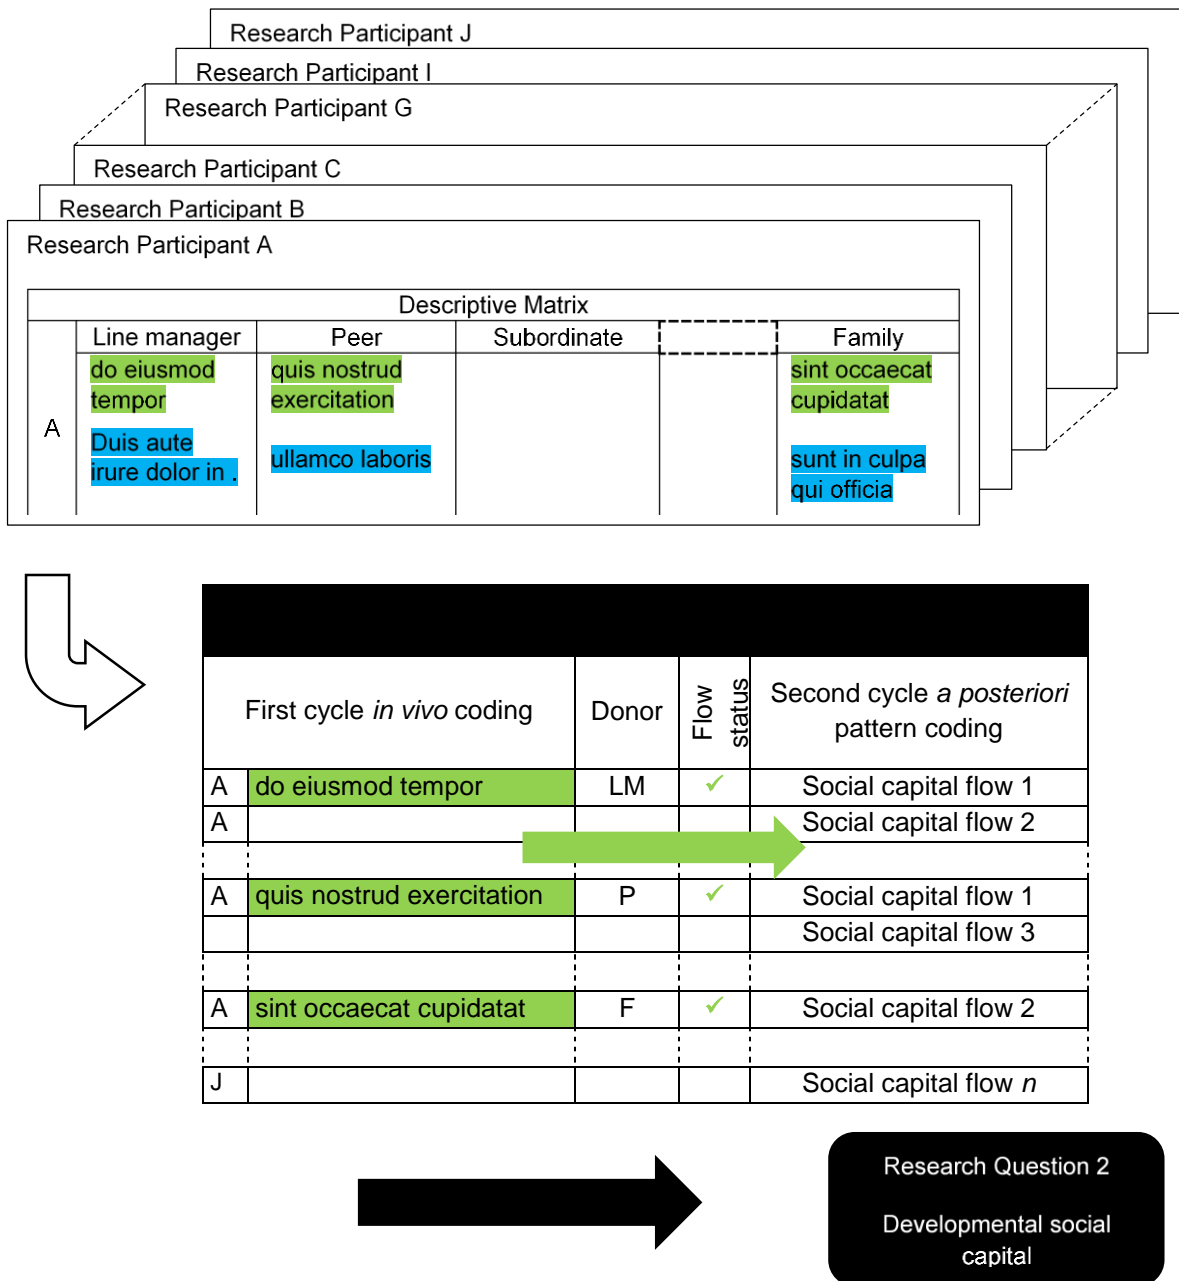 Research Participant J
Research Participant I
Research Participant G
Research Participant C
Research Participant B
Research Participant A
Descriptive Matrix
Line manager Peer Subordinate Family
A
do eiusmod quis nostrud sint occaecat
tempor exercitation cupidatat
Duis aute
irure dolor in . ullamco laboris sunt in culpa
qui officia
First cycle in vivo coding Donor Flow status Second cycle a posteriori
pattern coding
A do eiusmod tempor LM ✓ Social capital flow 1
A Social capital flow 2
A quis nostrud exercitation P ✓ Social capital flow 1
Social capital flow 3
A sint occaecat cupidatat F ✓ Social capital flow 2
J Social capital flow n
Research Question 2
Developmental social
capital